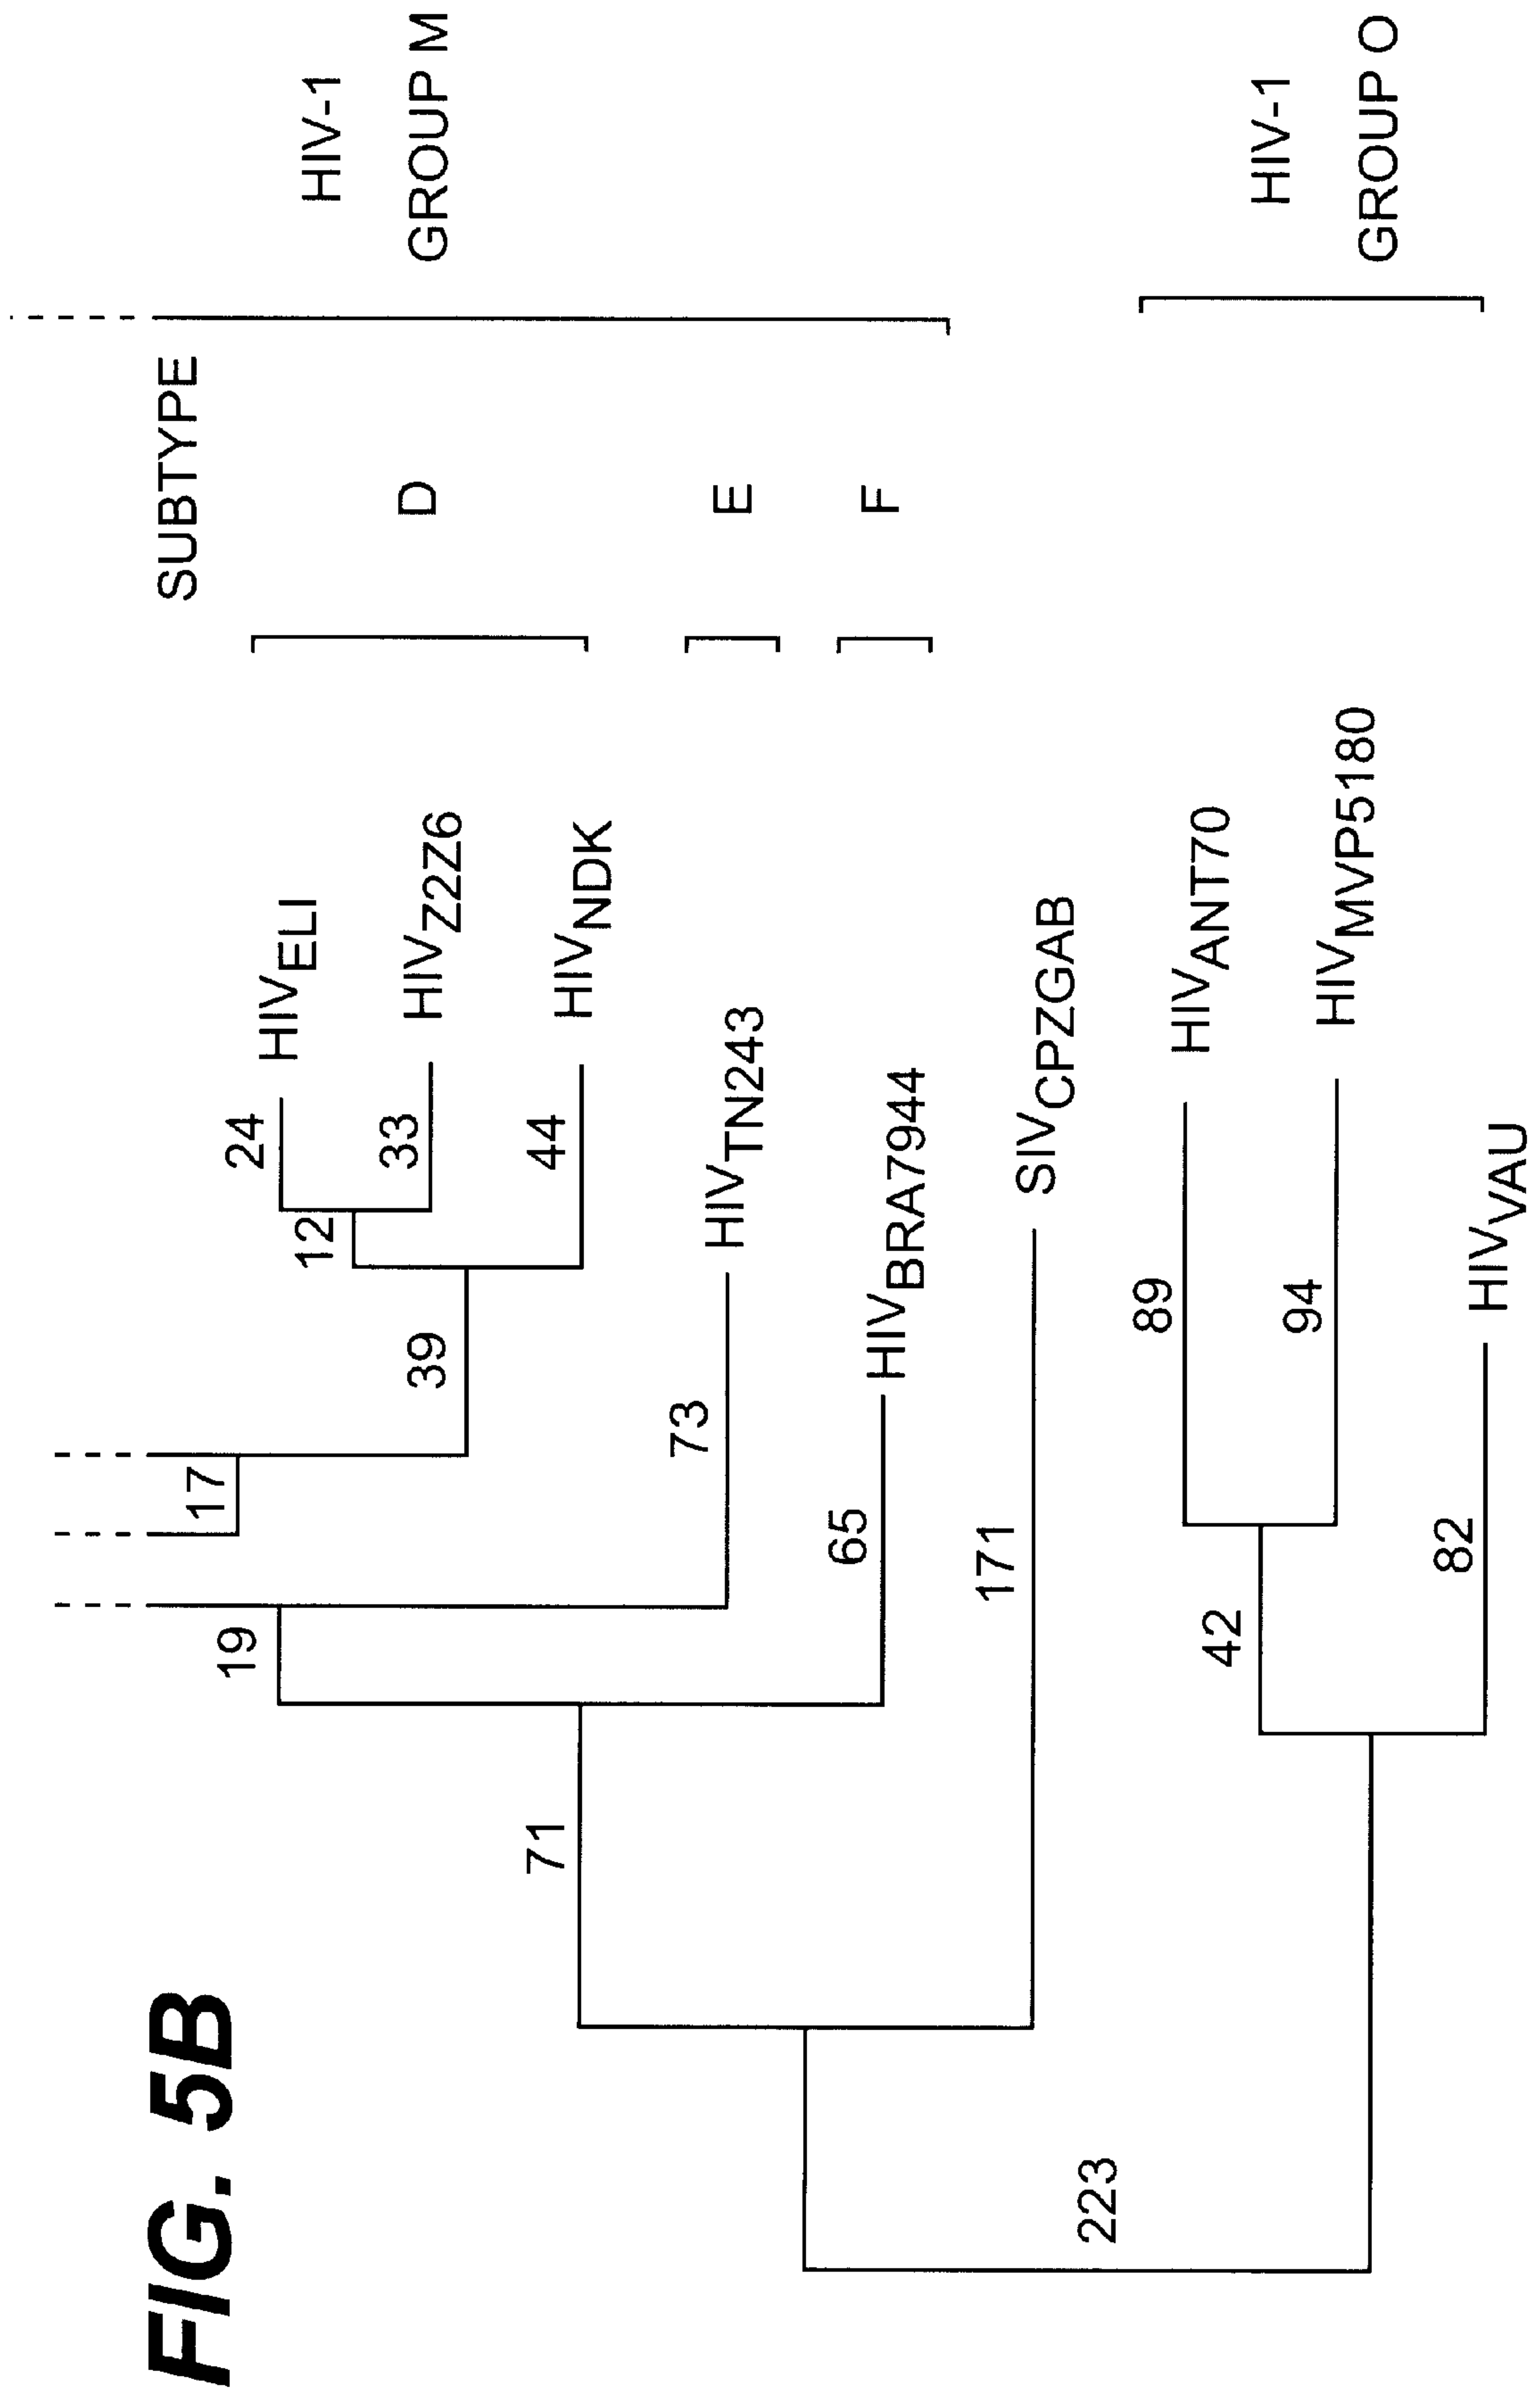 FIG. 5B
SUBTYPE
HIV-1
GROUP M
17
19
24
HIVELI
12
33
HIVZ2Z6
D
39
44
HIVNDK
73
HIVTN243
E
71
65
HIVBRA7944
F
171
SIVCPZGAB
223
89
HIVANT70
42
94
HIVMVP5180
HIV-1
GROUP O
82
HIVVAU